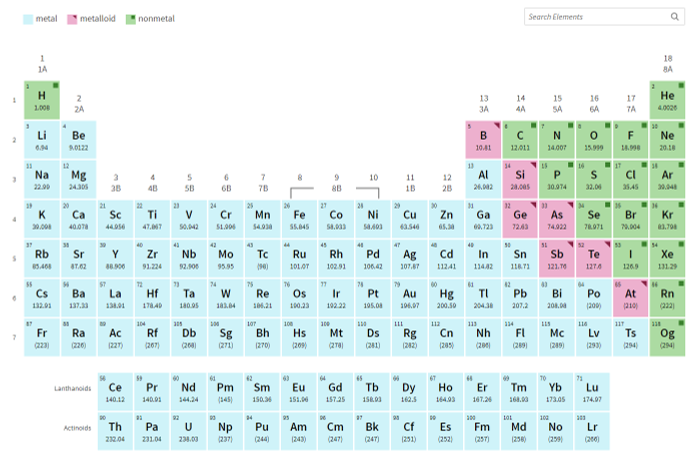 metal metalloid nonmetal Search Elements
1 18
1A 8A
1 2
H He
1 1.008 2 13 14 15 16 17 4.0026
2A 3A 4A 5A 6A 7A
3 4 5 6 7 8 9 10
Li Be B C N O F Ne
2 6.94 9.0122 10.81 12.011 14.007 15.999 18.998 20.18
11 12 13 14 15 16 17 18
Na Mg 3 4 5 6 7 8 9 10 11 12 Al Si P S Cl Ar
3 22.99 24.305 3B 4B 5B 6B 7B 8B 1B 2B 26.982 28.085 30.974 32.06 35.45 39.948
19 20 21 22 23 24 25 26 27 28 29 30 31 32 33 34 35 36
K Ca Sc Ti V Cr Mn Fe Co Ni Cu Zn Ga Ge As Se Br Kr
4 39.098 40.078 44.956 47.867 50.942 51.996 54.938 55.845 58.933 58.693 63.546 65.38 69.723 72.63 74.922 78.971 79.904 83.798
37 38 39 40 41 42 43 44 45 46 47 48 49 50 51 52 53 54
Rb Sr Y Zr Nb Mo Tc Ru Rh Pd Ag Cd In Sn Sb Te I Xe
5 85.468 87.62 88.906 91.224 92.906 95.95 (98) 101.07 102.91 106.42 107.87 112.41 114.82 118.71 121.76 127.6 126.9 131.29
55 56 57 72 73 74 75 76 77 78 79 80 81 82 83 84 85 86
Cs Ba La Hf Ta W Re Os Ir Pt Au Hg Tl Pb Bi Po At Rn
6 132.91 137.33 138.91 178.49 180.95 183.84 186.21 190.23 192.22 195.08 196.97 200.59 204.38 207.2 208.98 (209) (210) (222)
87 88 89 104 105 106 107 108 109 110 111 112 113 114 115 116 117 118
Fr Ra Ac Rf Db Sg Bh Hs Mt Ds Rg Cn Nh Fl Mc Lv Ts Og
7 (223) (226) (227) (267) (268) (271) (270) (269) (278) (281) (282) (285) (286) (289) (289) (293) (294) (294)
58 59 60 61 62 63 64 65 66 67 68 69 70 71
Lanthanoids Ce Pr Nd Pm Sm Eu Gd Tb Dy Ho Er Tm Yb Lu
140.12 140.91 144.24 (145) 150.36 151.96 157.25 158.93 162.5 164.93 167.26 168.93 173.05 174.97
90 91 92 93 94 95 96 97 98 99 100 101 102 103
Actinoids Th Pa U Np Pu Am Cm Bk Cf Es Fm Md No Lr
232.04 231.04 238.03 (237) (244) (243) (247) (247) (251) (252) (257) (258) (259) (266)